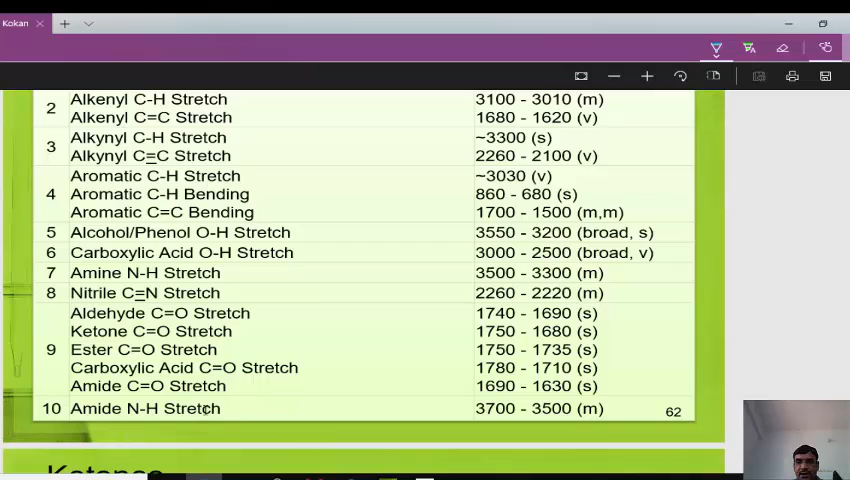 Kokan
2 Alkenyl C-H Stretch 3100 - 3010 (m)
Alkenyl C=C Stretch 1680 - 1620 (v)
3 Alkynyl C-H Stretch ~3300 (s)
Alkynyl C≡C Stretch 2260 - 2100 (v)
4 Aromatic C-H Stretch ~3030 (v)
Aromatic C-H Bending 860 - 680 (s)
Aromatic C=C Bending 1700 - 1500 (m,m)
5 Alcohol/Phenol O-H Stretch 3550 - 3200 (broad, s)
6 Carboxylic Acid O-H Stretch 3000 - 2500 (broad, v)
7 Amine N-H Stretch 3500 - 3300 (m)
8 Nitrile C≡N Stretch 2260 - 2220 (m)
9 Aldehyde C=O Stretch 1740 - 1690 (s)
Ketone C=O Stretch 1750 - 1680 (s)
Ester C=O Stretch 1750 - 1735 (s)
Carboxylic Acid C=O Stretch 1780 - 1710 (s)
Amide C=O Stretch 1690 - 1630 (s)
10 Amide N-H Stretch 3700 - 3500 (m)
62
Ketones